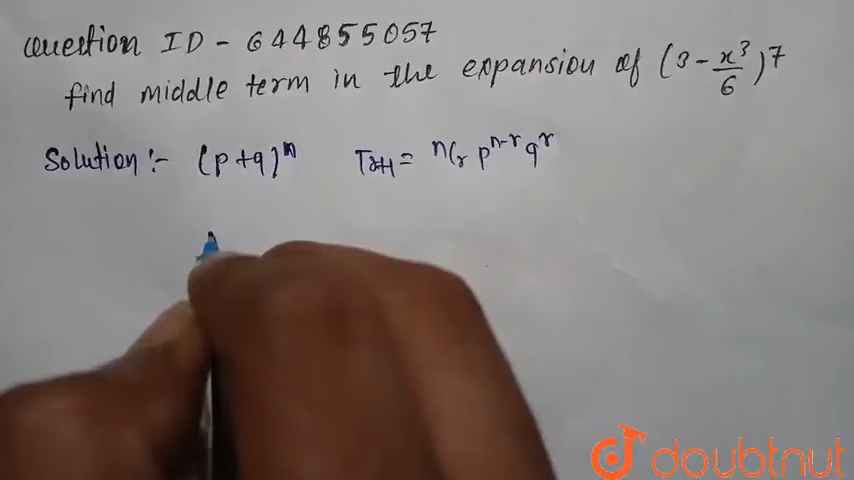 Question ID - 644855057
find middle term in the expansion of (3 - x³/6)7
Solution :- (p+q)ⁿ Tr+1 = ⁿCr pⁿ⁻ʳ qʳ
doubtnut